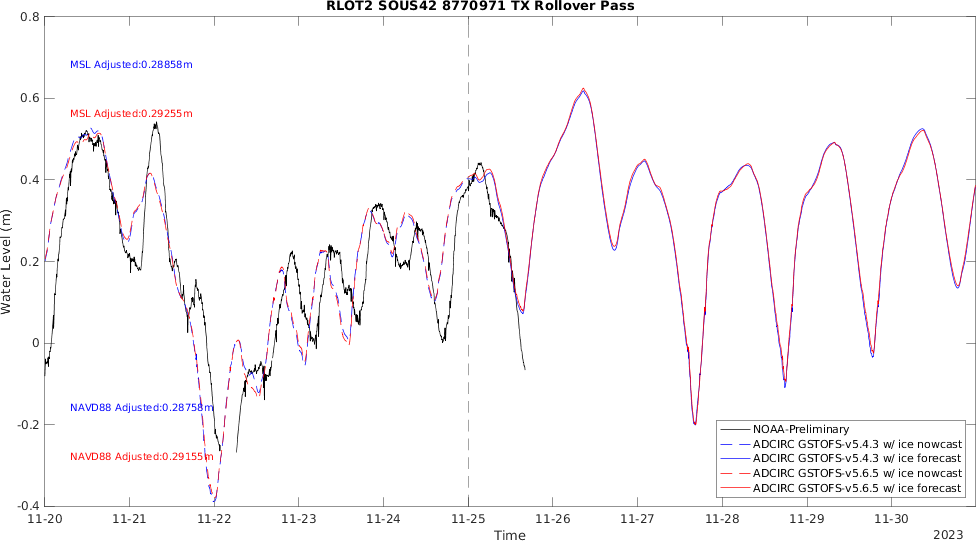 RLOT2 SOUS42 8770971 TX Rollover Pass
0.8
0.6
0.4
0.2
0
-0.2
-0.4
Water Level (m)
MSL Adjusted:0.28858m
MSL Adjusted:0.29255m
NAVD88 Adjusted:0.28758m
NAVD88 Adjusted:0.29155m
NOAA-Preliminary
ADCIRC GSTOFS-v5.4.3 w/ ice nowcast
ADCIRC GSTOFS-v5.4.3 w/ ice forecast
ADCIRC GSTOFS-v5.6.5 w/ ice nowcast
ADCIRC GSTOFS-v5.6.5 w/ ice forecast
11-20 11-21 11-22 11-23 11-24 11-25 11-26 11-27 11-28 11-29 11-30
Time
2023